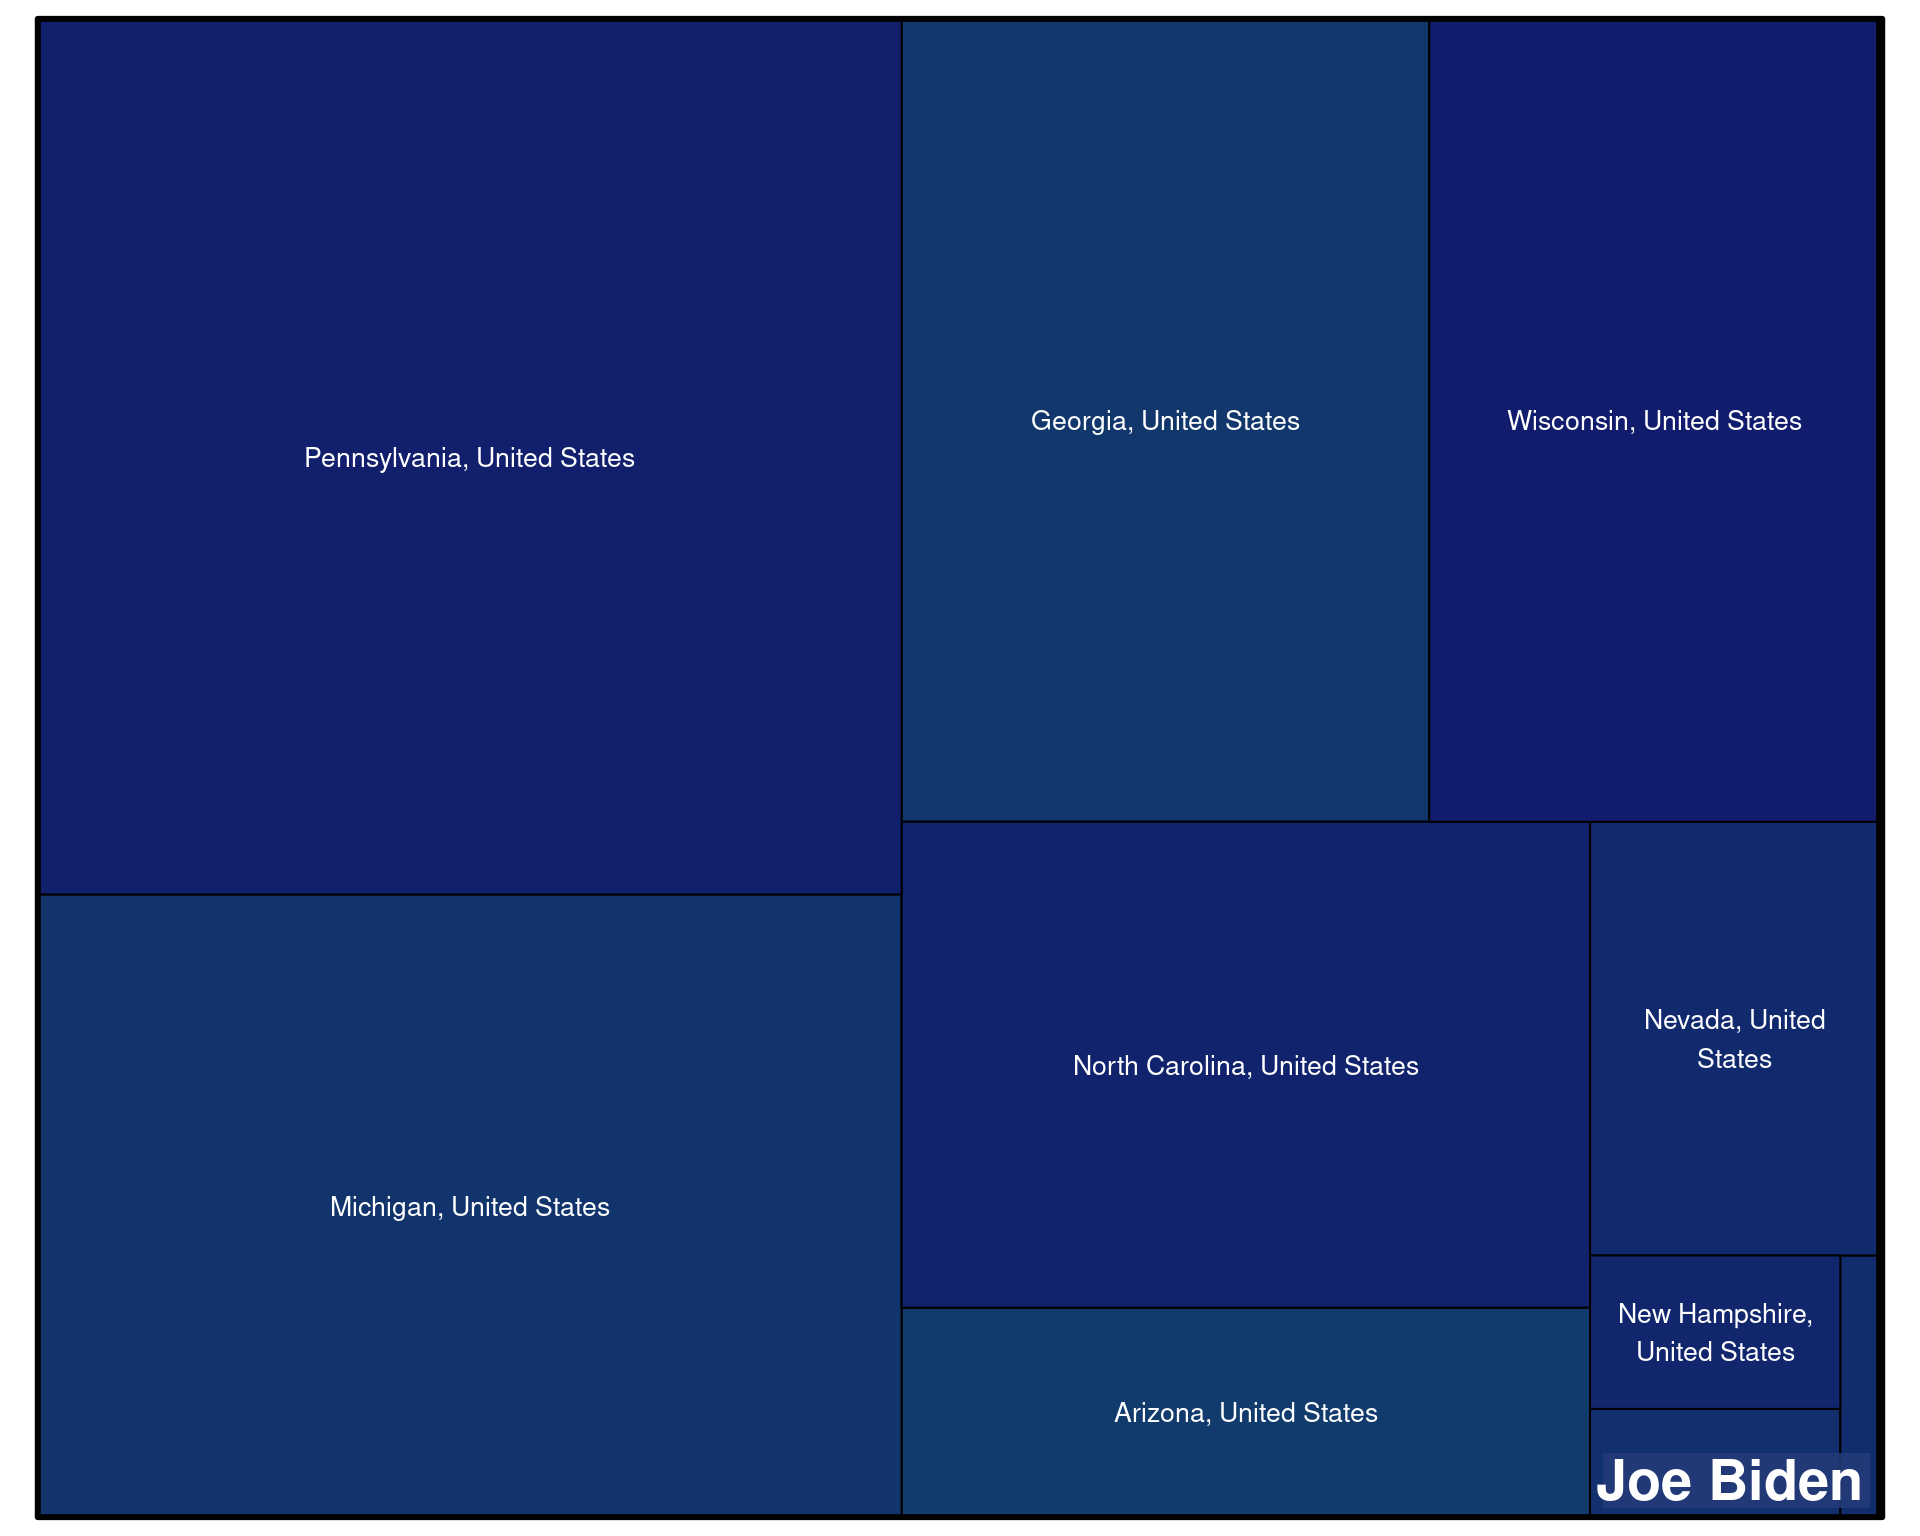 Pennsylvania, United States
Georgia, United States
Wisconsin, United States
Michigan, United States
North Carolina, United States
Nevada, United
States
New Hampshire,
United States
Arizona, United States
Joe Biden